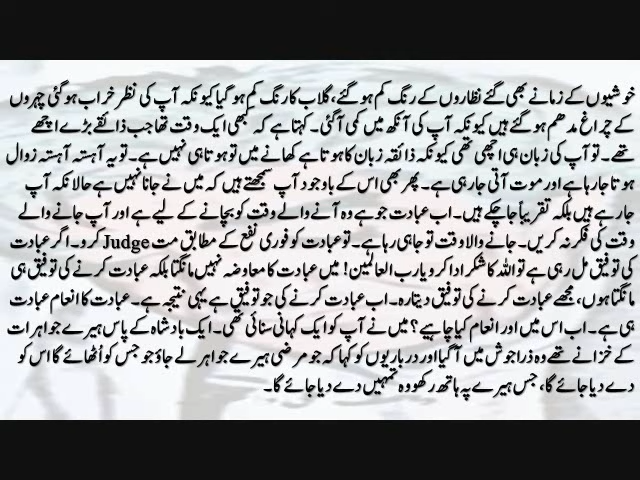 خوشیوں کے زمانے بھی گئے نظاروں کے رنگ کم ہو گئے، گلاب کا رنگ کم ہو گیا کیونکہ آپ کی نظر خراب ہو گئی چہروں
کے چراغ مدھم ہو گئے ہیں کیونکہ آپ کی آنکھ میں کمی آگئی۔ کہتا ہے کہ کبھی ایک وقت تھا جب ذائقے بڑے اچھے
تھے۔ تو آپ کی زبان ہی اچھی تھی کیونکہ ذائقہ زبان کا ہوتا ہے کھانے میں تو ہوتا ہی نہیں ہے۔ تو یہ آہستہ آہستہ زوال
ہوتا جا رہا ہے اور موت آتی جا رہی ہے۔ پھر بھی اس کے باوجود آپ سمجھتے ہیں کہ میں نے جانا نہیں ہے حالانکہ آپ
جا رہے ہیں بلکہ تقریباً جا چکے ہیں۔ اب عبادت جو ہے وہ آنے والے وقت کو بچانے کے لیے ہے اور آپ جانے والے
وقت کی فکر نہ کریں۔ جانے والا وقت تو جا ہی رہا ہے۔ تو عبادت کو فوری نفع کے مطابق مت Judge کرو۔ اگر عبادت
کی توفیق مل رہی ہے تو اللہ کا شکر ادا کرو یا رب العالمین! میں عبادت کا معاوضہ نہیں مانگتا بلکہ عبادت کرنے کی توفیق ہی
مانگتا ہوں، مجھے عبادت کرنے کی توفیق دیتا رہ۔ اب عبادت کرنے کی جو توفیق ہے یہی نتیجہ ہے۔ عبادت کا انعام عبادت
ہی ہے۔ اب اس میں اور انعام کیا چاہیے؟ میں نے آپ کو ایک کہانی سنائی تھی۔ ایک بادشاہ کے پاس ہیرے جواہرات
کے خزانے تھے وہ ذرا جوش میں آگیا اور درباریوں کو کہا کہ جو مرضی ہیرے جواہر لے جاؤ جو جس کو اُٹھائے گا اس کو
دے دیا جائے گا، جس ہیرے پہ ہاتھ رکھو وہ تمہیں دے دیا جائے گا۔